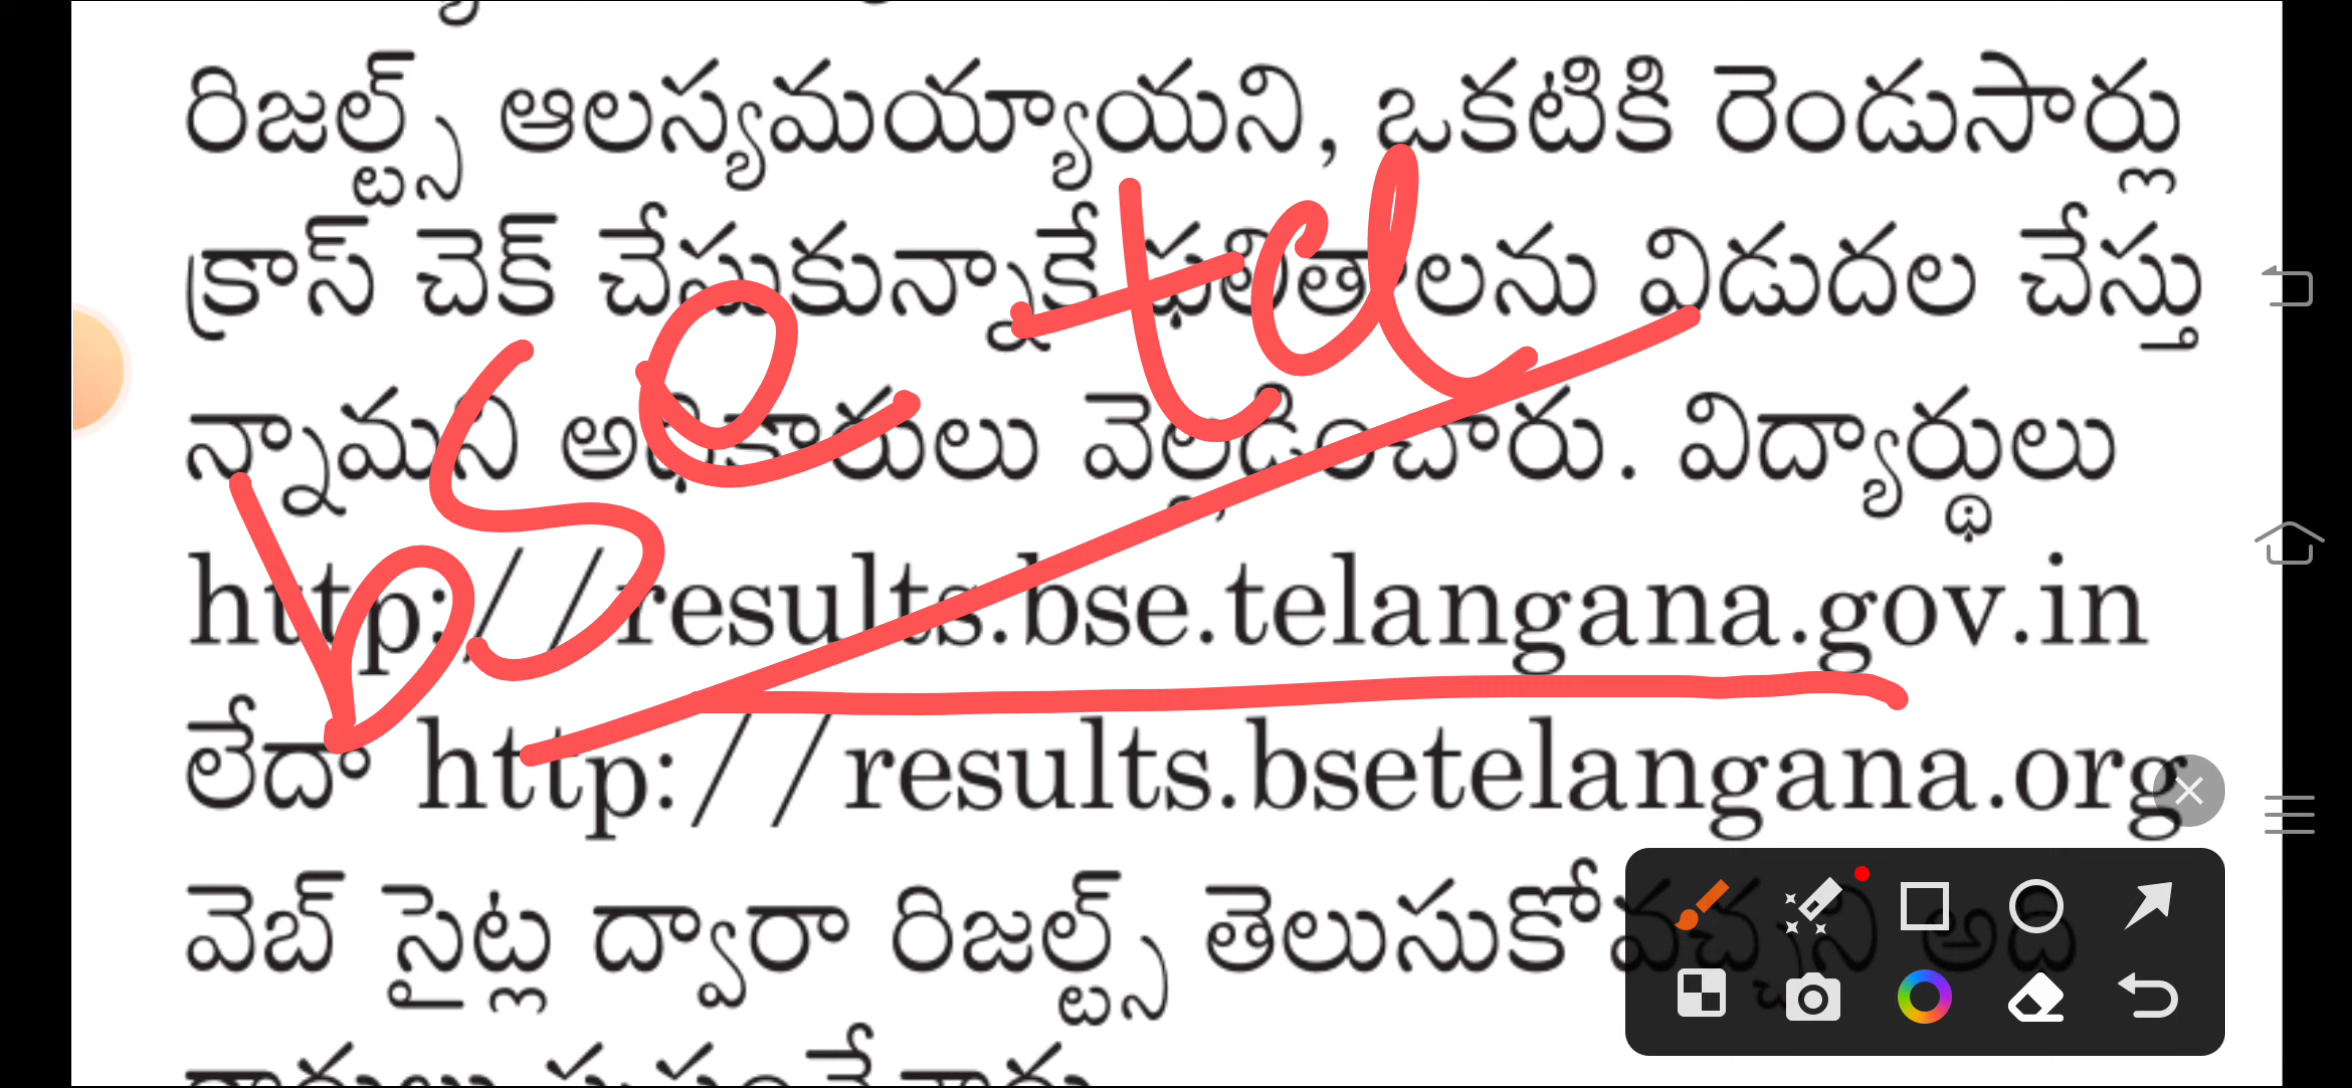 రిజల్ట్స్ ఆలస్యమయ్యాయని, ఒకటికి రెండుసార్లు
క్రాస్ చెక్ చేసుకున్నాకే ఫలితాలను విడుదల చేస్తు
న్నామని అధికారులు వెల్లడించారు. విద్యార్థులు
http://results.bse.telangana.gov.in
లేదా http://results.bsetelangana.org
వెబ్ సైట్ల ద్వారా రిజల్ట్స్ తెలుసుకోవచ్చని అధి
bse tel